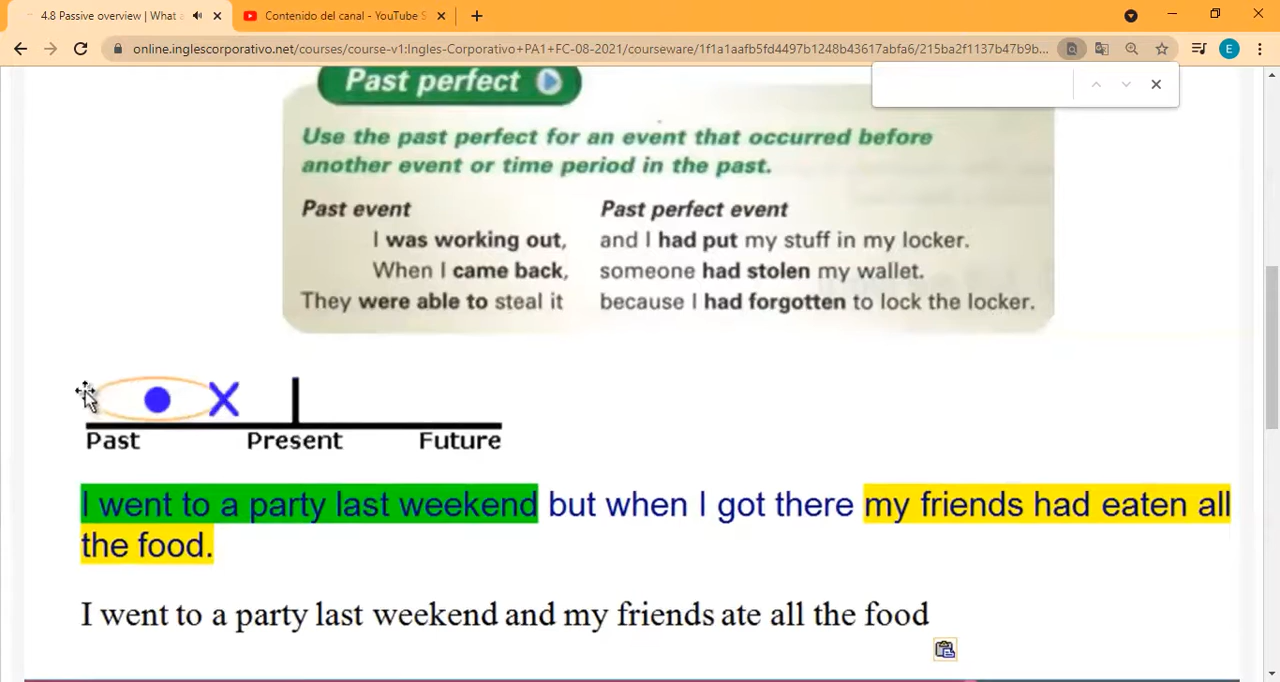 4.8 Passive overview | What
Contenido del canal - YouTube S
online.inglescorporativo.net/courses/course-v1:Ingles-Corporativo+PA1+FC-08-2021/courseware/1f1a1aafb5fd4497b1248b43617abfa6/215ba2f1137b47b9b...
E
Past perfect
Use the past perfect for an event that occurred before
another event or time period in the past.
Past event Past perfect event
I was working out, and I had put my stuff in my locker.
When I came back, someone had stolen my wallet.
They were able to steal it because I had forgotten to lock the locker.
Past Present Future
I went to a party last weekend but when I got there my friends had eaten all
the food.
I went to a party last weekend and my friends ate all the food